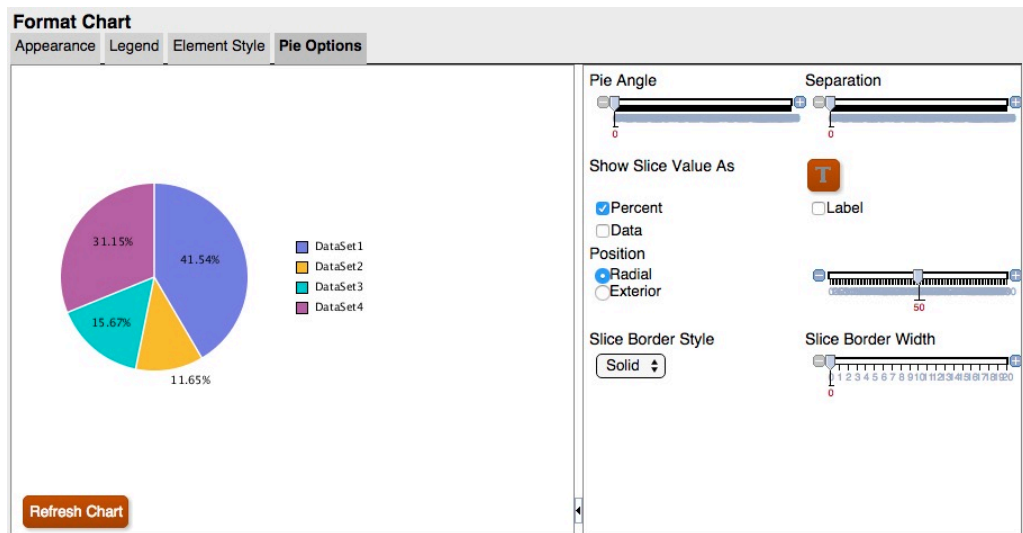 Format Chart
Appearance Legend Element Style Pie Options
Pie Angle Separation
0 0
Show Slice Value As T
Percent Label
Data
Position
Radial
Exterior
50
Slice Border Style Slice Border Width
Solid
0
31.15%
41.54%
15.67%
11.65%
DataSet1
DataSet2
DataSet3
DataSet4
Refresh Chart